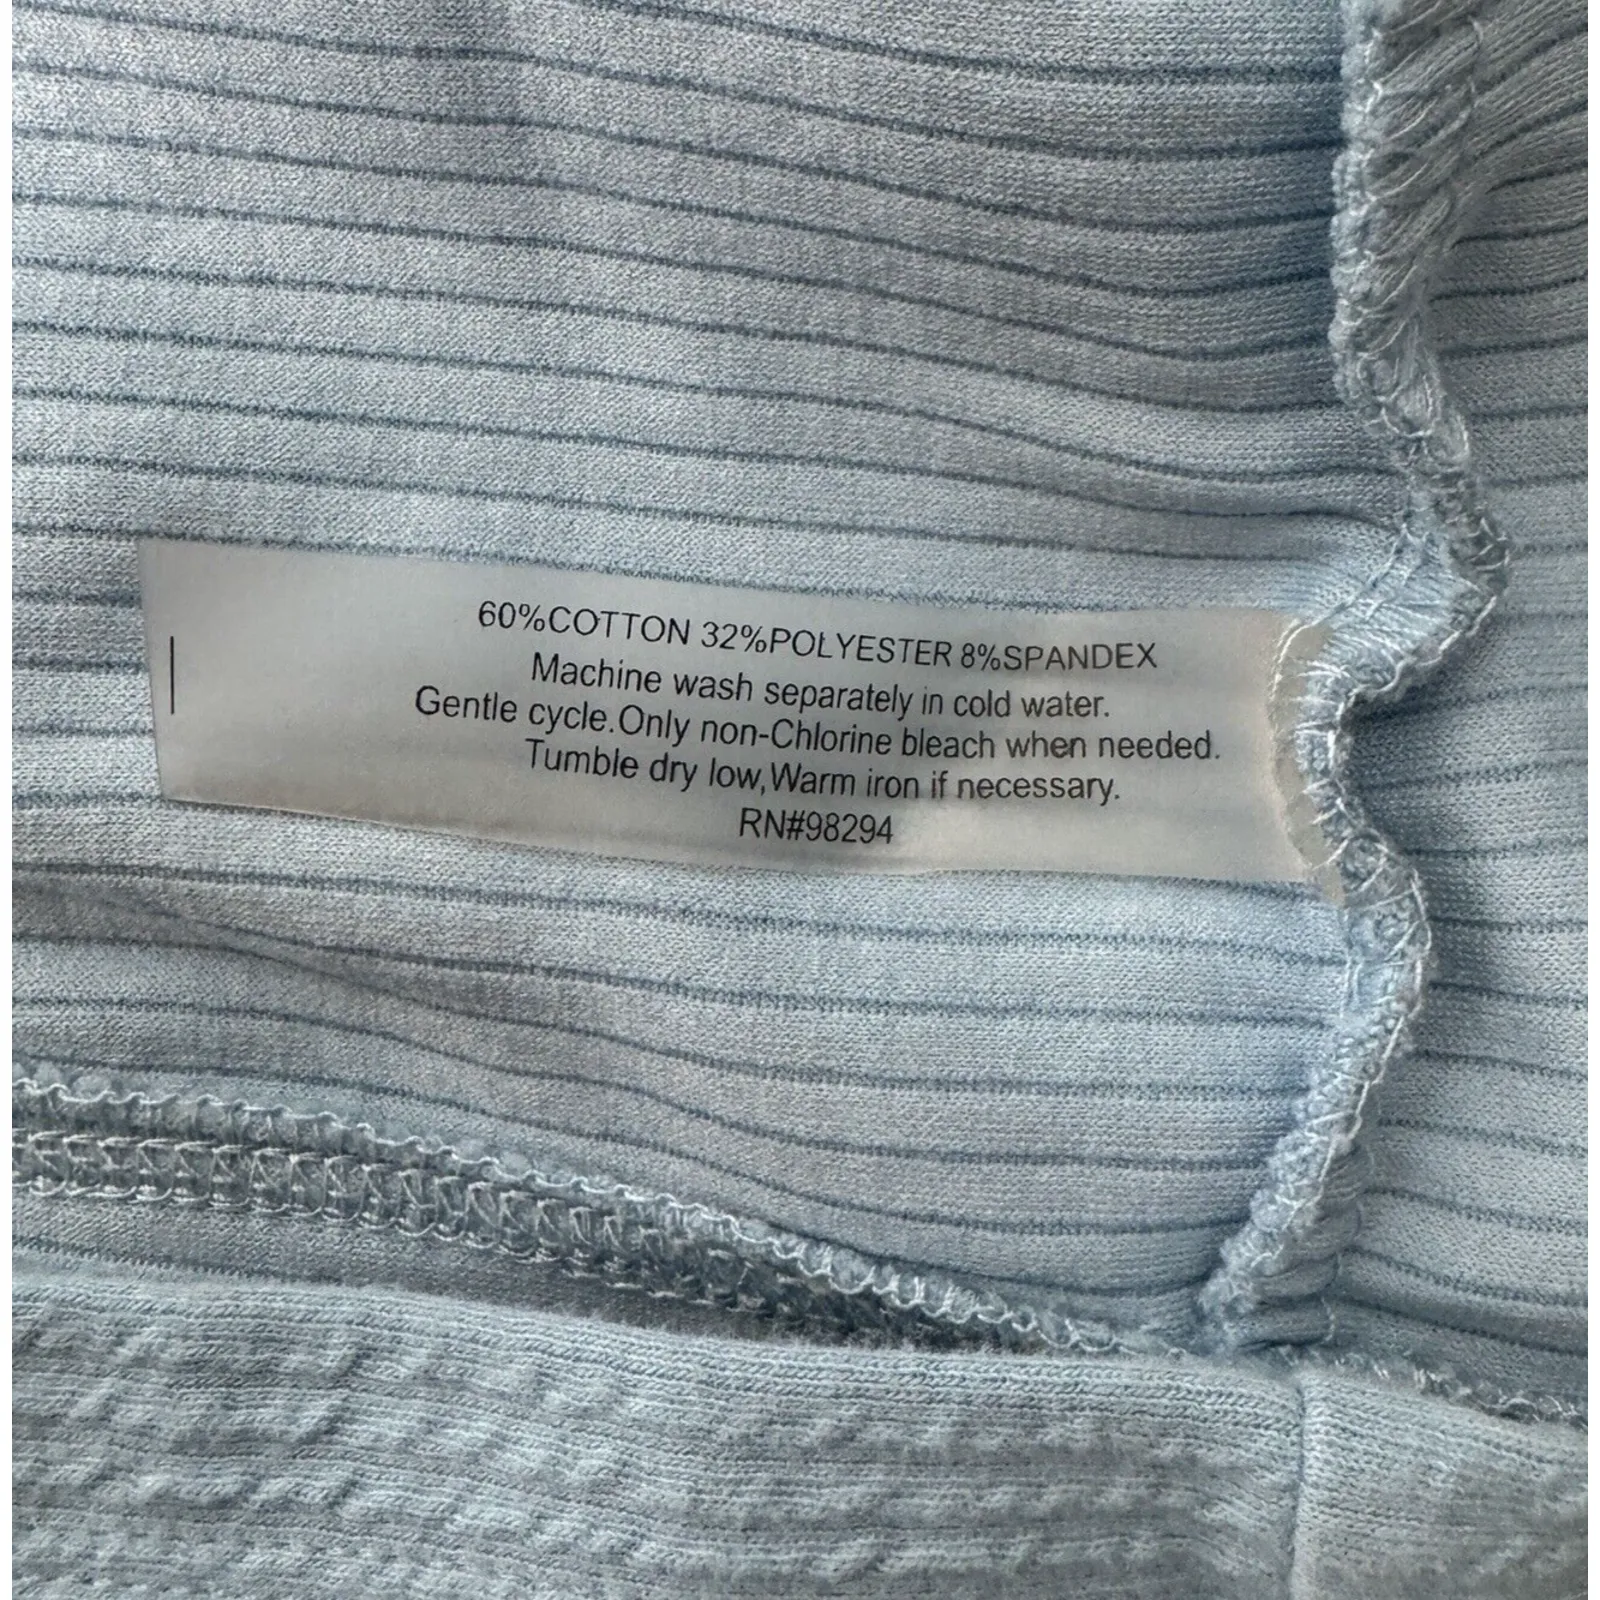 60%COTTON 32%POLYESTER 8%SPANDEX
Machine wash separately in cold water.
Gentle cycle.Only non-Chlorine bleach when needed.
Tumble dry low,Warm iron if necessary.
RN#98294